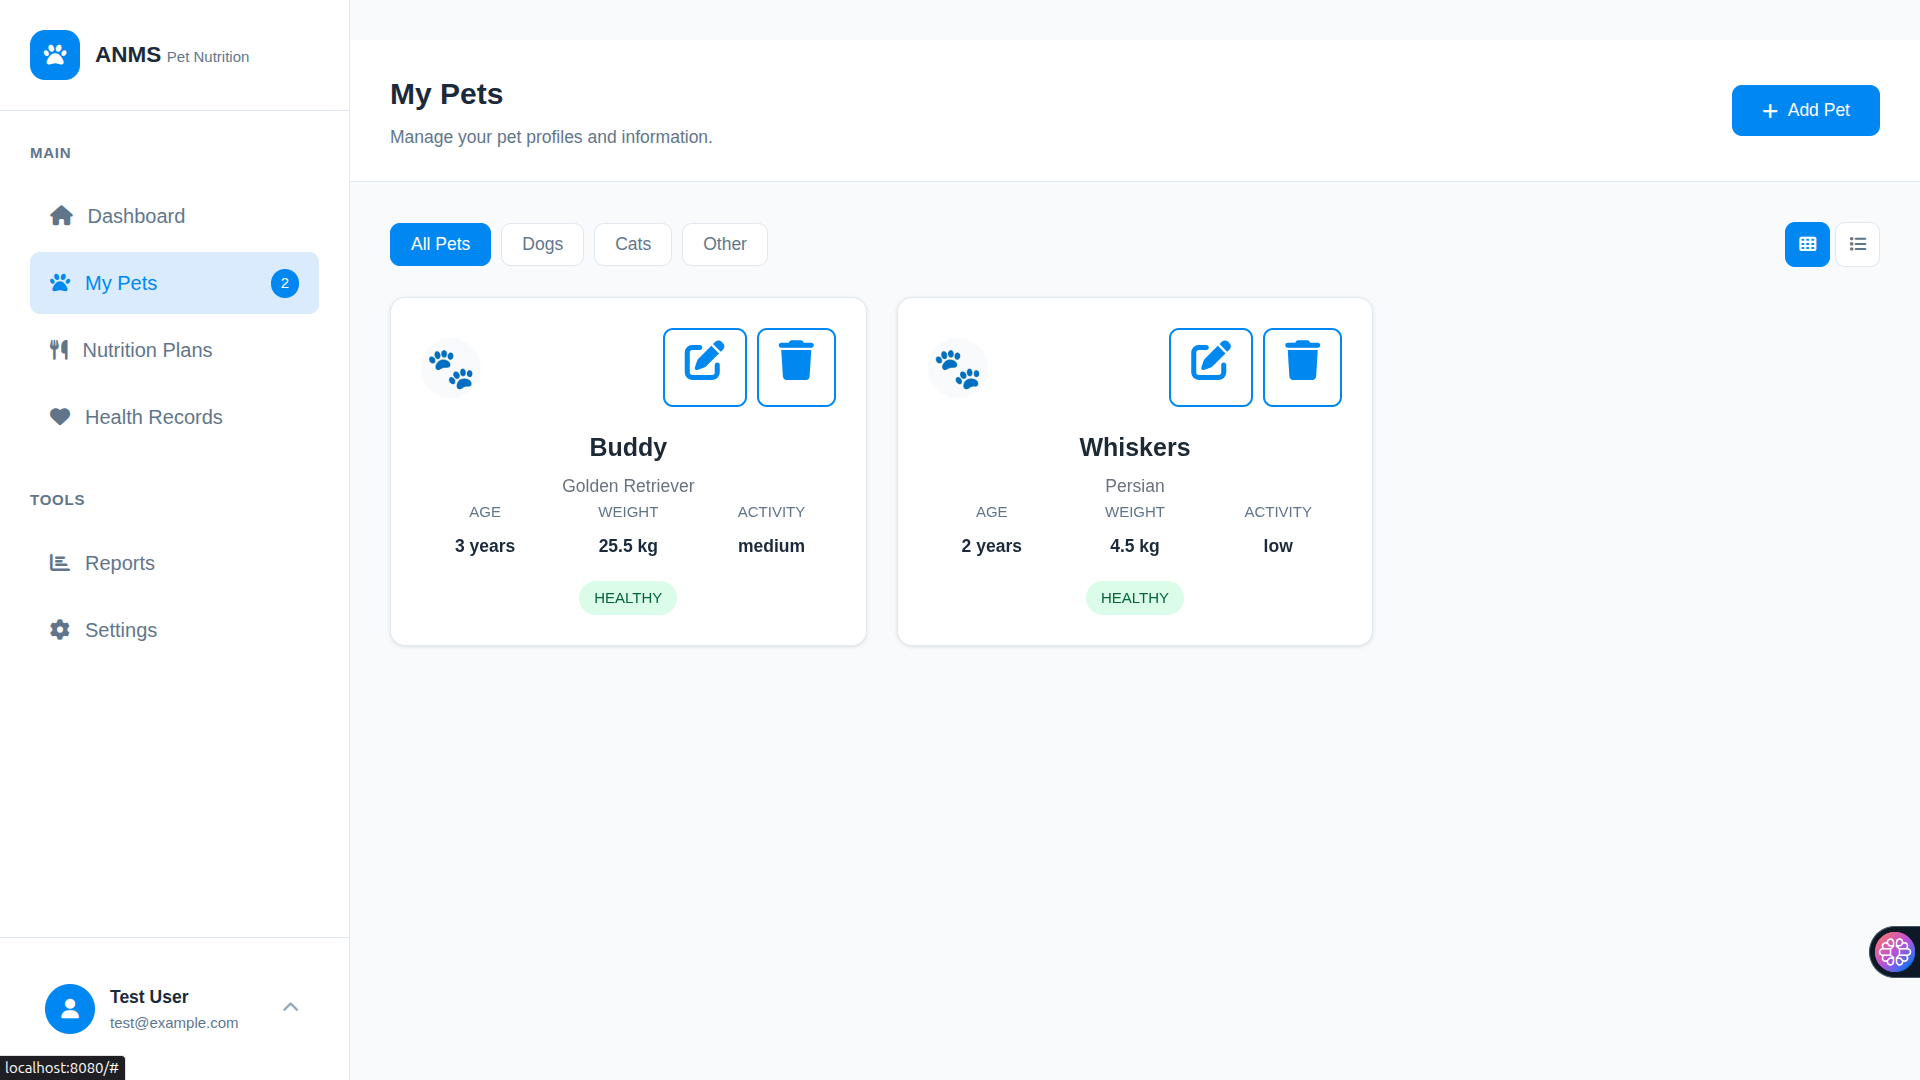 ANMS Pet Nutrition
MAIN
Dashboard
My Pets 2
Nutrition Plans
Health Records
TOOLS
Reports
Settings
Test User
test@example.com
localhost:8080/#
My Pets
Manage your pet profiles and information.
Add Pet
All Pets Dogs Cats Other
Buddy
Golden Retriever
AGE WEIGHT ACTIVITY
3 years 25.5 kg medium
HEALTHY
Whiskers
Persian
AGE WEIGHT ACTIVITY
2 years 4.5 kg low
HEALTHY